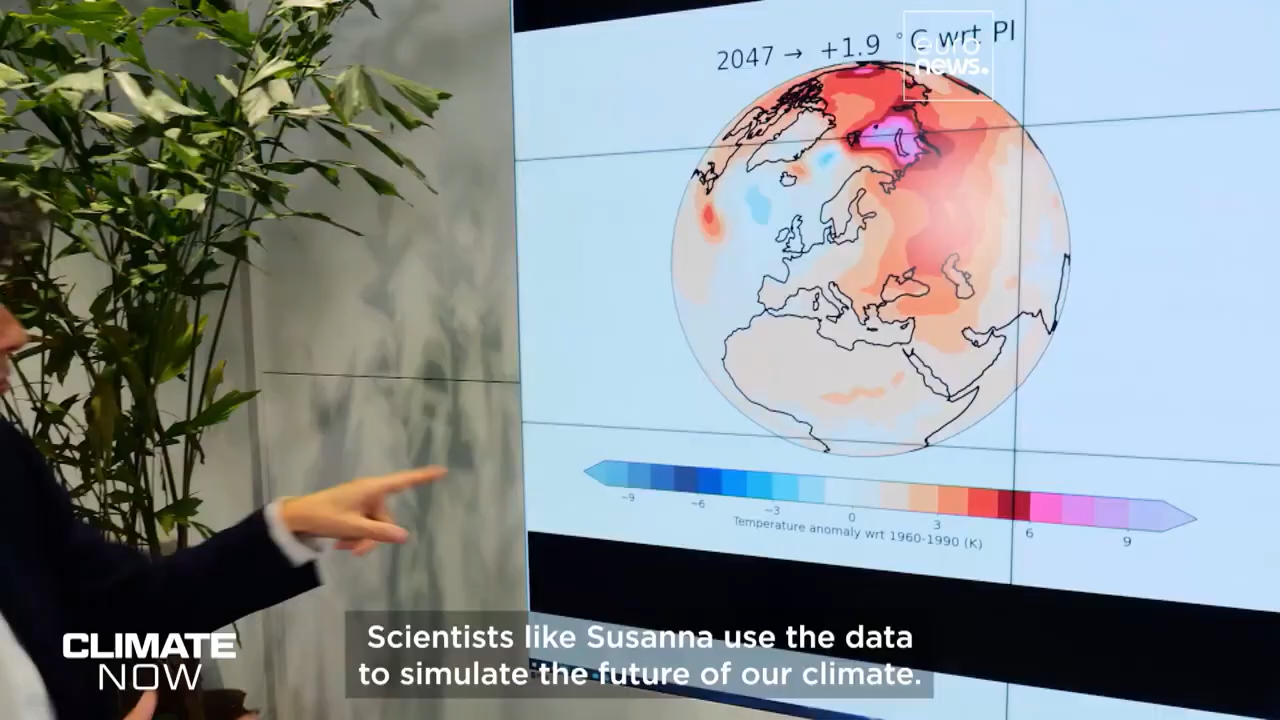 2047 → +1.9 °C wrt PI
euro
news.
−9 −6 −3 0 3 6 9
Temperature anomaly wrt 1960-1990 (K)
Scientists like Susanna use the data
to simulate the future of our climate.
CLIMATE
NOW